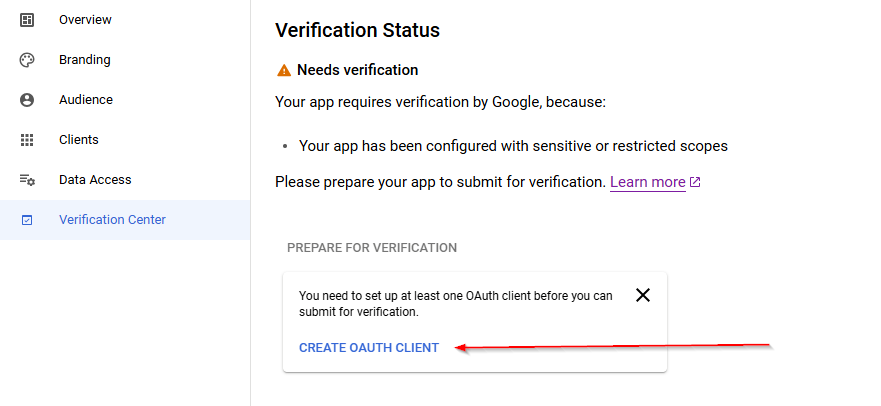 Overview
Branding
Audience
Clients
Data Access
Verification Center
Verification Status
Needs verification
Your app requires verification by Google, because:
• Your app has been configured with sensitive or restricted scopes
Please prepare your app to submit for verification. Learn more
PREPARE FOR VERIFICATION
You need to set up at least one OAuth client before you can
submit for verification.
CREATE OAUTH CLIENT